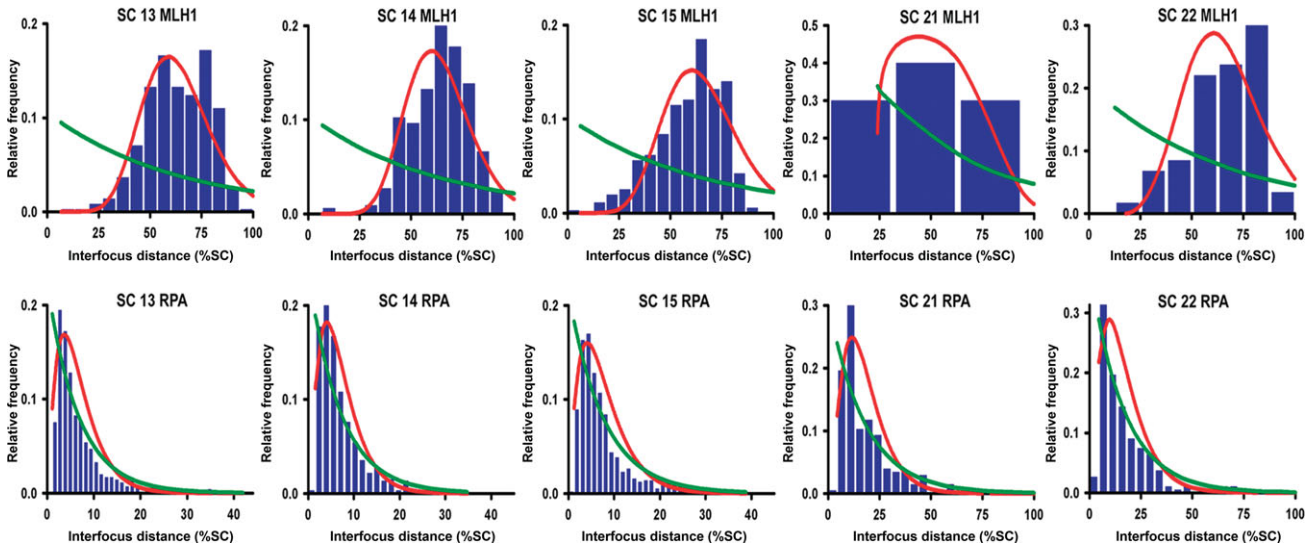 SC 13 MLH1
SC 14 MLH1
SC 15 MLH1
SC 21 MLH1
SC 22 MLH1
Relative frequency
0.2
0.1
0.0
0 25 50 75 100
Interfocus distance (%SC)
Relative frequency
0.2
0.1
0.0
0 25 50 75 100
Interfocus distance (%SC)
Relative frequency
0.2
0.1
0.0
0 25 50 75 100
Interfocus distance (%SC)
Relative frequency
0.5
0.4
0.3
0.2
0.1
0.0
0 25 50 75 100
Interfocus distance (%SC)
Relative frequency
0.3
0.2
0.1
0.0
0 25 50 75 100
Interfocus distance (%SC)
SC 13 RPA
SC 14 RPA
SC 15 RPA
SC 21 RPA
SC 22 RPA
Relative frequency
0.2
0.1
0.0
0 10 20 30 40
Interfocus distance (%SC)
Relative frequency
0.2
0.1
0.0
0 10 20 30 40
Interfocus distance (%SC)
Relative frequency
0.2
0.1
0.0
0 10 20 30 40
Interfocus distance (%SC)
Relative frequency
0.3
0.2
0.1
0.0
0 25 50 75 100
Interfocus distance (%SC)
Relative frequency
0.3
0.2
0.1
0.0
0 25 50 75 100
Interfocus distance (%SC)